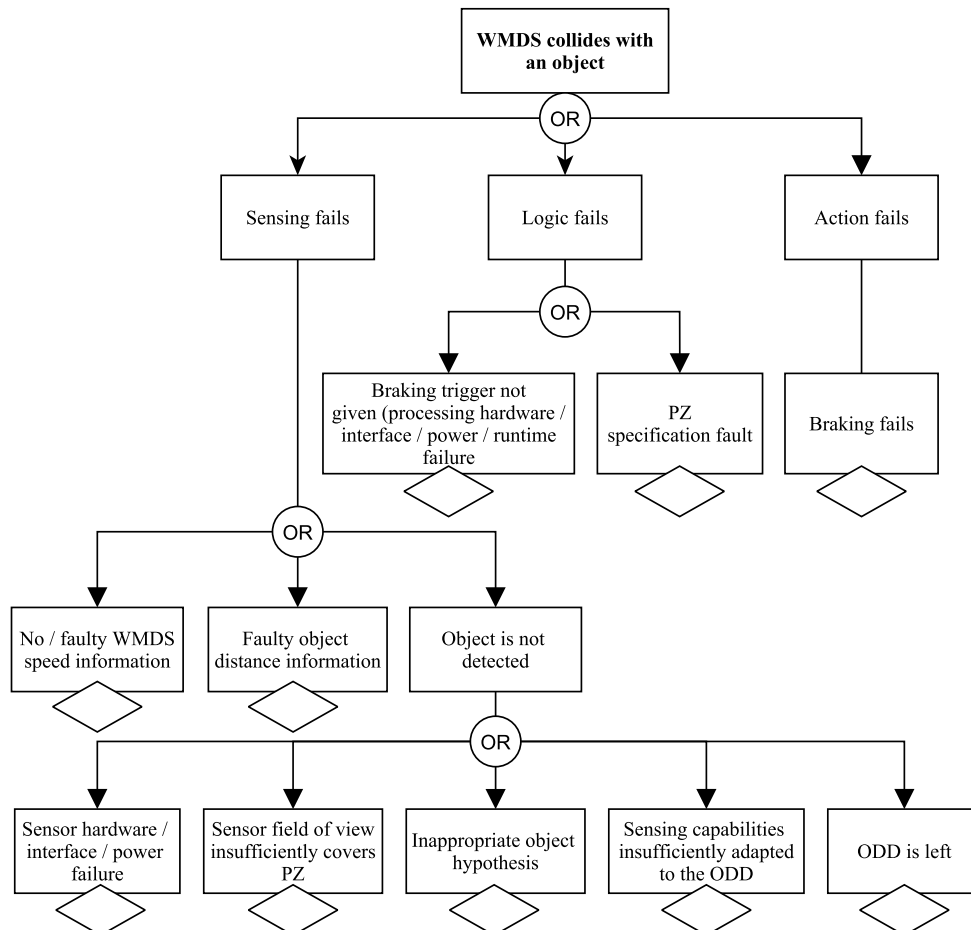 WMDS collides with
an object
OR
Sensing fails
Logic fails
Action fails
OR
Braking trigger not
given (processing hardware /
interface / power / runtime
failure
PZ
specification fault
Braking fails
OR
No / faulty WMDS
speed information
Faulty object
distance information
Object is not
detected
OR
Sensor hardware /
interface / power
failure
Sensor field of view
insufficiently covers
PZ
Inappropriate object
hypothesis
Sensing capabilities
insufficiently adapted
to the ODD
ODD is left